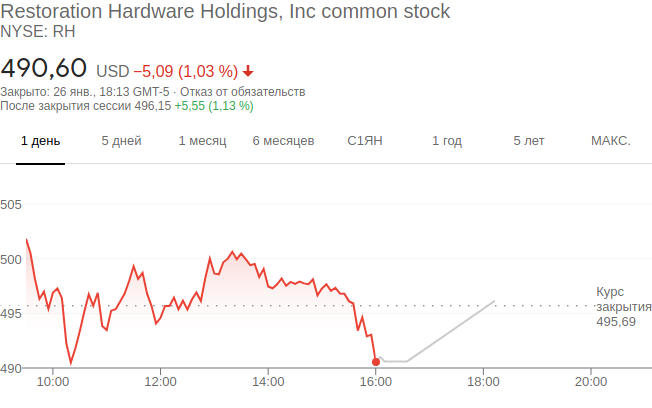 Restoration Hardware Holdings, Inc common stock
NYSE: RH
490,60 USD −5,09 (1,03 %)
Закрыто: 26 янв., 18:13 GMT-5 · Отказ от обязательств
После закрытия сессии 496,15 +5,55 (1,13 %)
1 день 5 дней 1 месяц 6 месяцев С1ЯН 1 год 5 лет МАКС.
505
500
Курс
закрытия
495,69
495
490
10:00 12:00 14:00 16:00 18:00 20:00